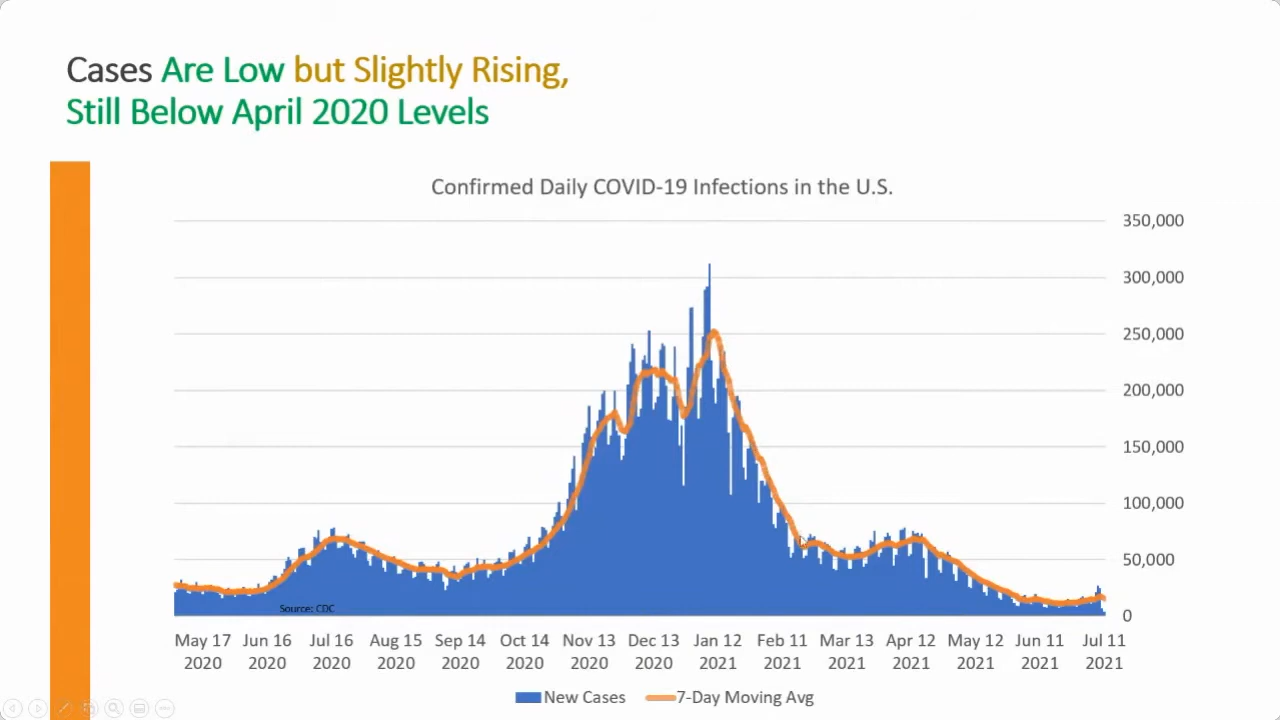 Cases Are Low but Slightly Rising,
Still Below April 2020 Levels
Confirmed Daily COVID-19 Infections in the U.S.
350,000
300,000
250,000
200,000
150,000
100,000
50,000
0
Source: CDC
May 17 Jun 16 Jul 16 Aug 15 Sep 14 Oct 14 Nov 13 Dec 13 Jan 12 Feb 11 Mar 13 Apr 12 May 12 Jun 11 Jul 11
2020 2020 2020 2020 2020 2020 2020 2020 2021 2021 2021 2021 2021 2021 2021
New Cases 7-Day Moving Avg